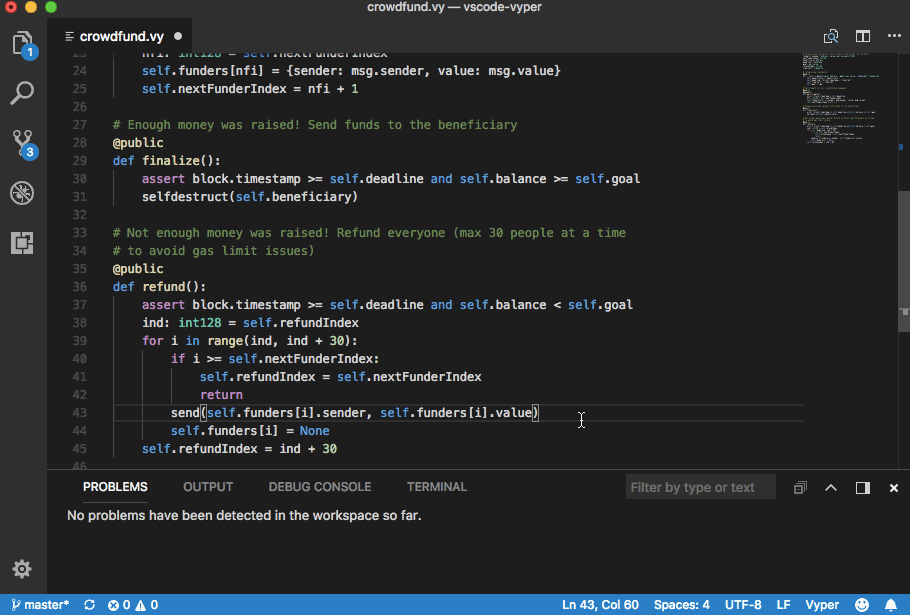 crowdfund.vy — vscode-vyper
crowdfund.vy
1
3
23 nfi: int128 = self.nextFunderIndex
24 self.funders[nfi] = {sender: msg.sender, value: msg.value}
25 self.nextFunderIndex = nfi + 1
26
27 # Enough money was raised! Send funds to the beneficiary
28 @public
29 def finalize():
30 assert block.timestamp >= self.deadline and self.balance >= self.goal
31 selfdestruct(self.beneficiary)
32
33 # Not enough money was raised! Refund everyone (max 30 people at a time
34 # to avoid gas limit issues)
35 @public
36 def refund():
37 assert block.timestamp >= self.deadline and self.balance < self.goal
38 ind: int128 = self.refundIndex
39 for i in range(ind, ind + 30):
40 if i >= self.nextFunderIndex:
41 self.refundIndex = self.nextFunderIndex
42 return
43 send(self.funders[i].sender, self.funders[i].value)
44 self.funders[i] = None
45 self.refundIndex = ind + 30
46
PROBLEMS OUTPUT DEBUG CONSOLE TERMINAL Filter by type or text
No problems have been detected in the workspace so far.
master* 0 0 Ln 43, Col 60 Spaces: 4 UTF-8 LF Vyper